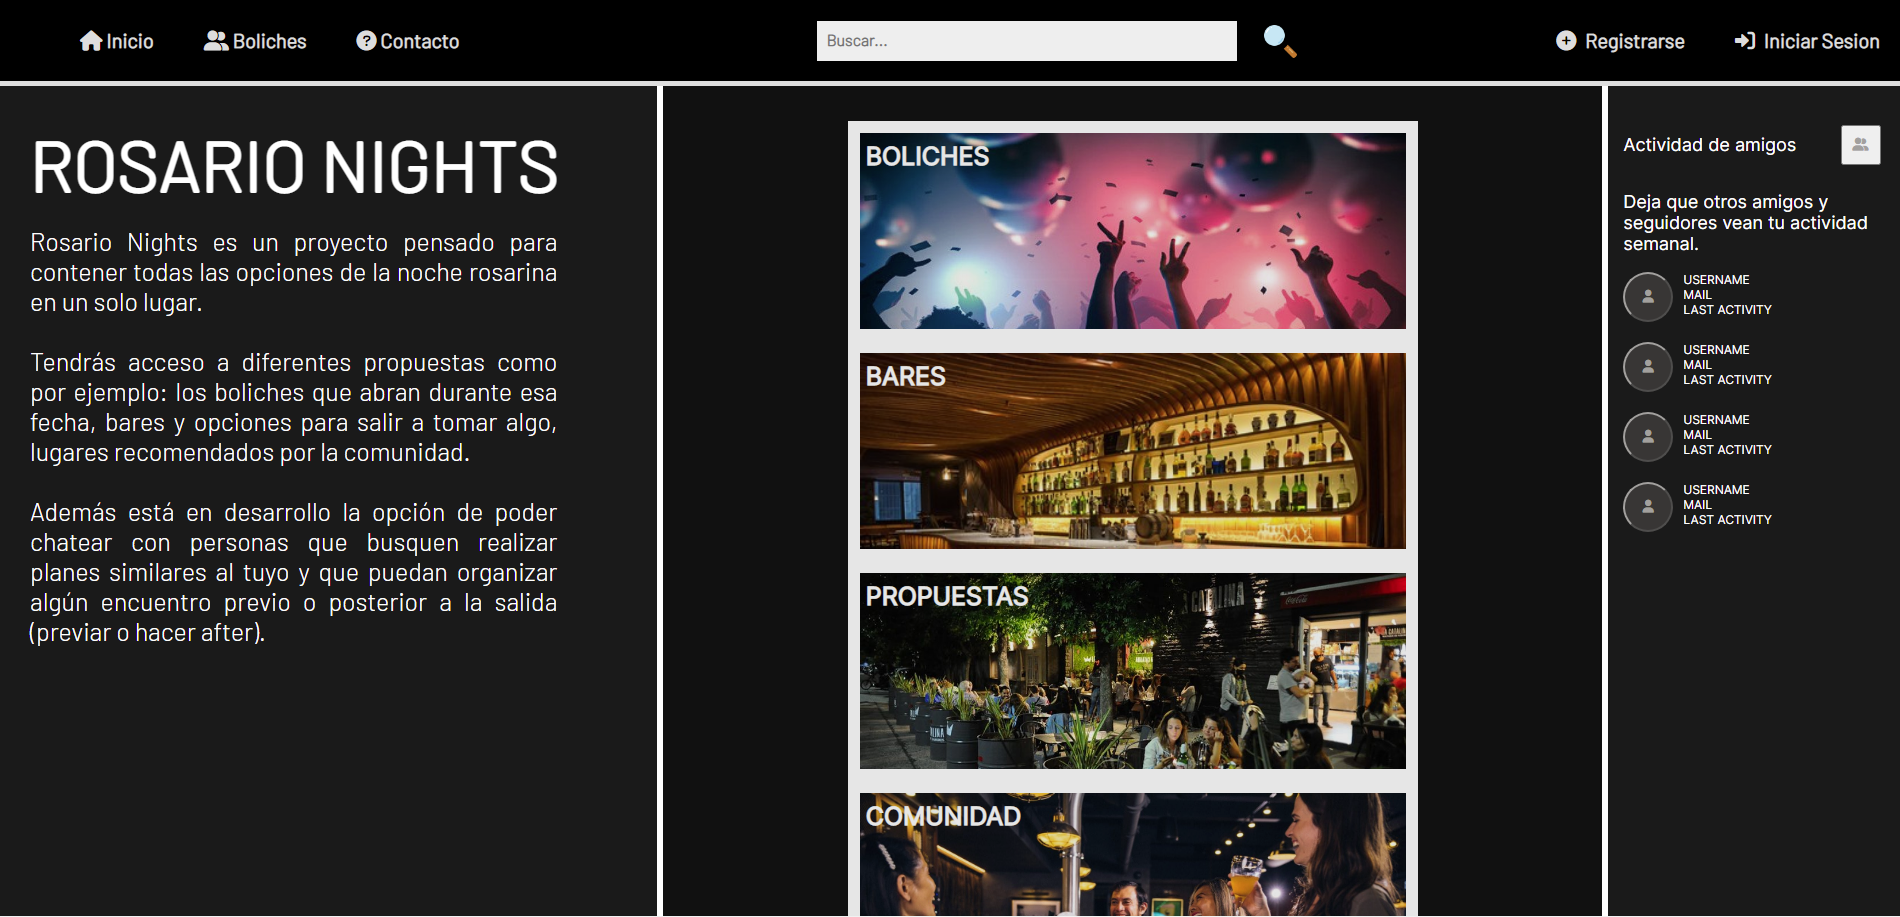 Inicio
Boliches
Contacto
Buscar...
Registrarse
Iniciar Sesion
ROSARIO NIGHTS
Rosario Nights es un proyecto pensado para
contener todas las opciones de la noche rosarina
en un solo lugar.
Tendrás acceso a diferentes propuestas como
por ejemplo: los boliches que abran durante esa
fecha, bares y opciones para salir a tomar algo,
lugares recomendados por la comunidad.
Además está en desarrollo la opción de poder
chatear con personas que busquen realizar
planes similares al tuyo y que puedan organizar
algún encuentro previo o posterior a la salida
(previar o hacer after).
BOLICHES
BARES
PROPUESTAS
CATALINA
COMUNIDAD
Actividad de amigos
Deja que otros amigos y
seguidores vean tu actividad
semanal.
USERNAME
MAIL
LAST ACTIVITY
USERNAME
MAIL
LAST ACTIVITY
USERNAME
MAIL
LAST ACTIVITY
USERNAME
MAIL
LAST ACTIVITY